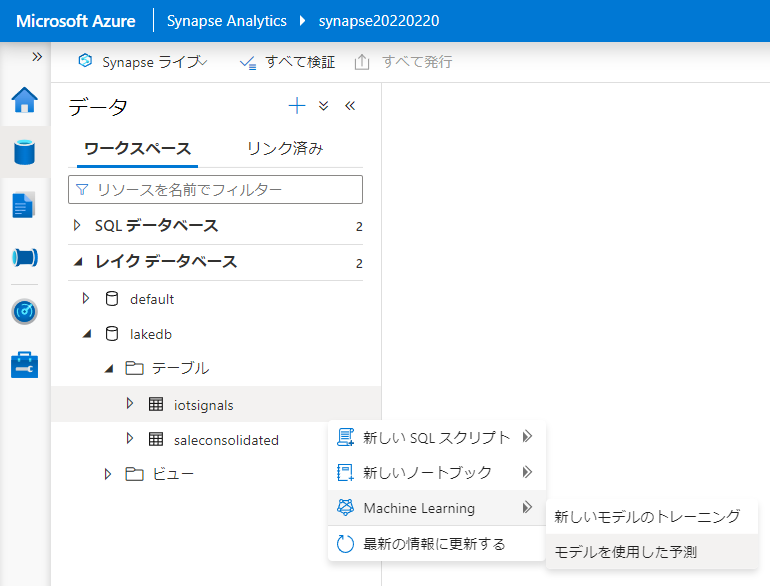 Microsoft Azure
Synapse Analytics
synapse20220220
Synapse ライブ
すべて検証
すべて発行
データ
ワークスペース
リンク済み
リソースを名前でフィルター
SQL データベース 2
レイク データベース 2
default
lakedb
テーブル
iotsignals
saleconsolidated
ビュー
新しい SQL スクリプト
新しいノートブック
Machine Learning
最新の情報に更新する
新しいモデルのトレーニング
モデルを使用した予測